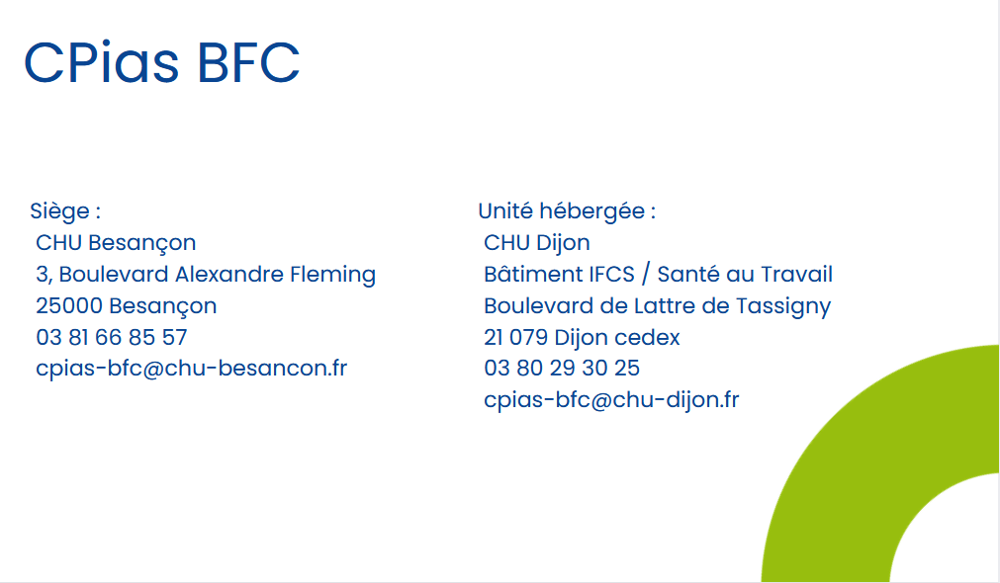 CPias BFC
Siège :
CHU Besançon
3, Boulevard Alexandre Fleming
25000 Besançon
03 81 66 85 57
cpias-bfc@chu-besancon.fr
Unité hébergée :
CHU Dijon
Bâtiment IFCS / Santé au Travail
Boulevard de Lattre de Tassigny
21 079 Dijon cedex
03 80 29 30 25
cpias-bfc@chu-dijon.fr